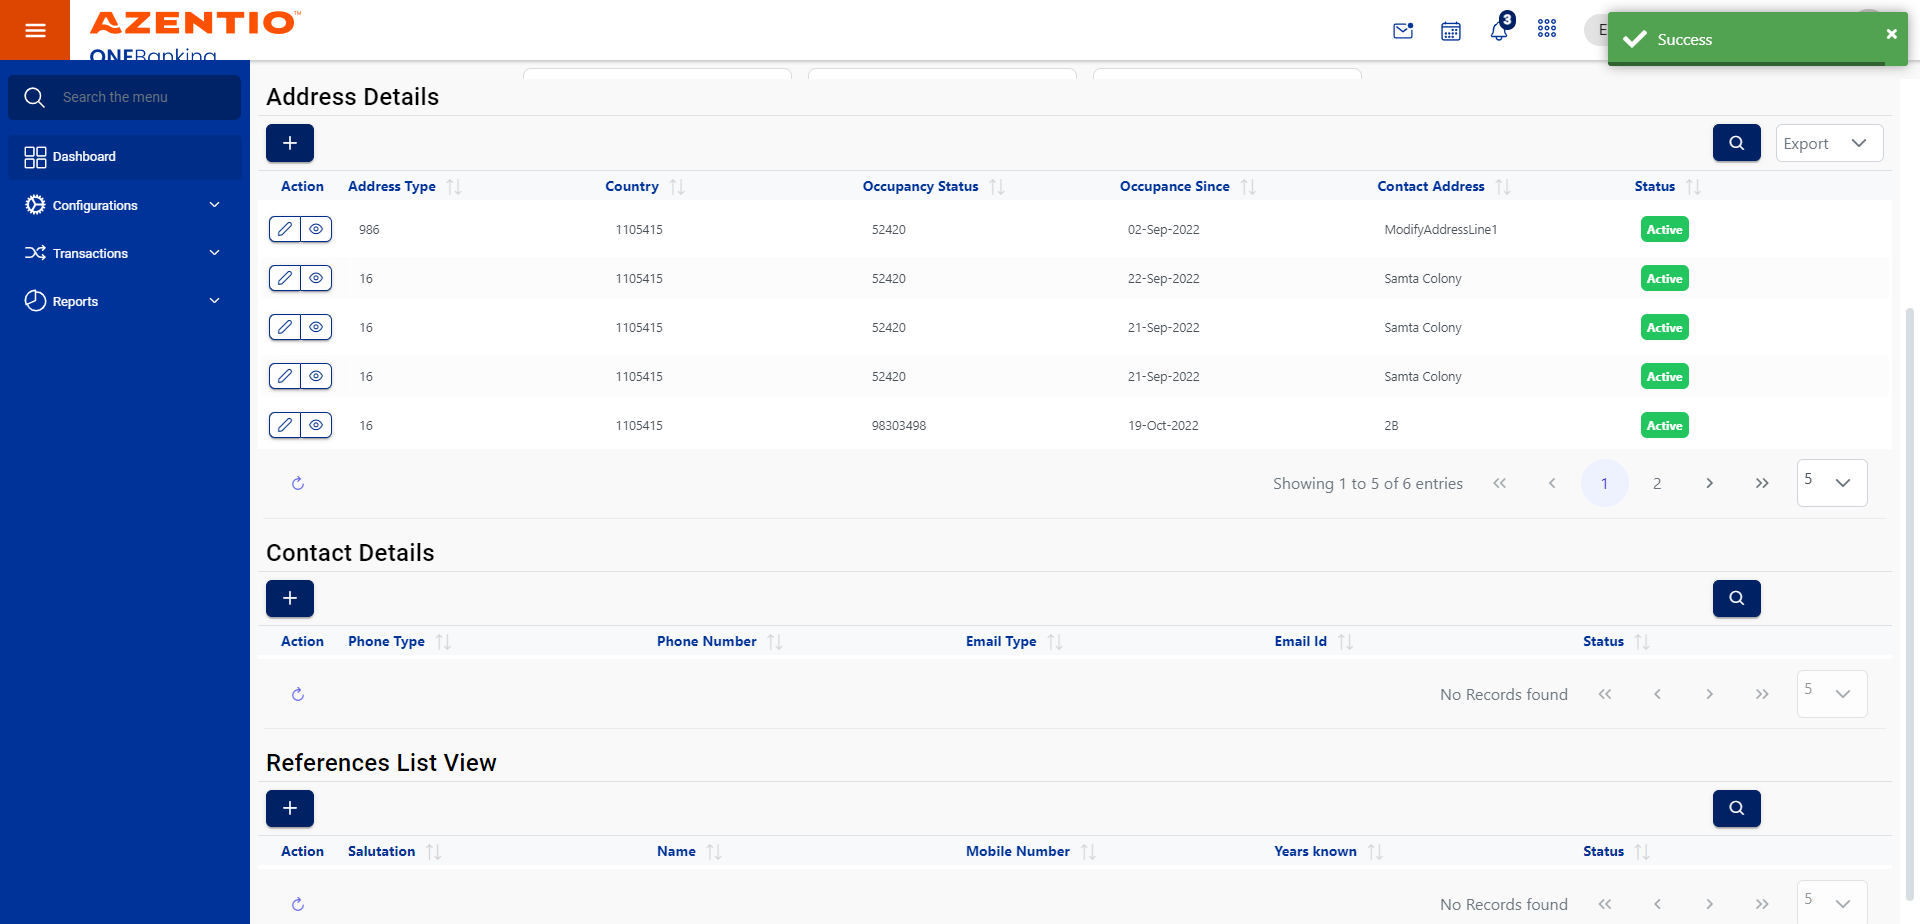 AZENTIO™
ONEBanking
3
E
Success
Search the menu
Dashboard
Configurations
Transactions
Reports
Address Details
Export
Action Address Type Country Occupancy Status Occupance Since Contact Address Status
986 1105415 52420 02-Sep-2022 ModifyAddressLine1 Active
16 1105415 52420 22-Sep-2022 Samta Colony Active
16 1105415 52420 21-Sep-2022 Samta Colony Active
16 1105415 52420 21-Sep-2022 Samta Colony Active
16 1105415 98303498 19-Oct-2022 2B Active
Showing 1 to 5 of 6 entries 1 2 5
Contact Details
Action Phone Type Phone Number Email Type Email Id Status
No Records found 5
References List View
Action Salutation Name Mobile Number Years known Status
No Records found 5